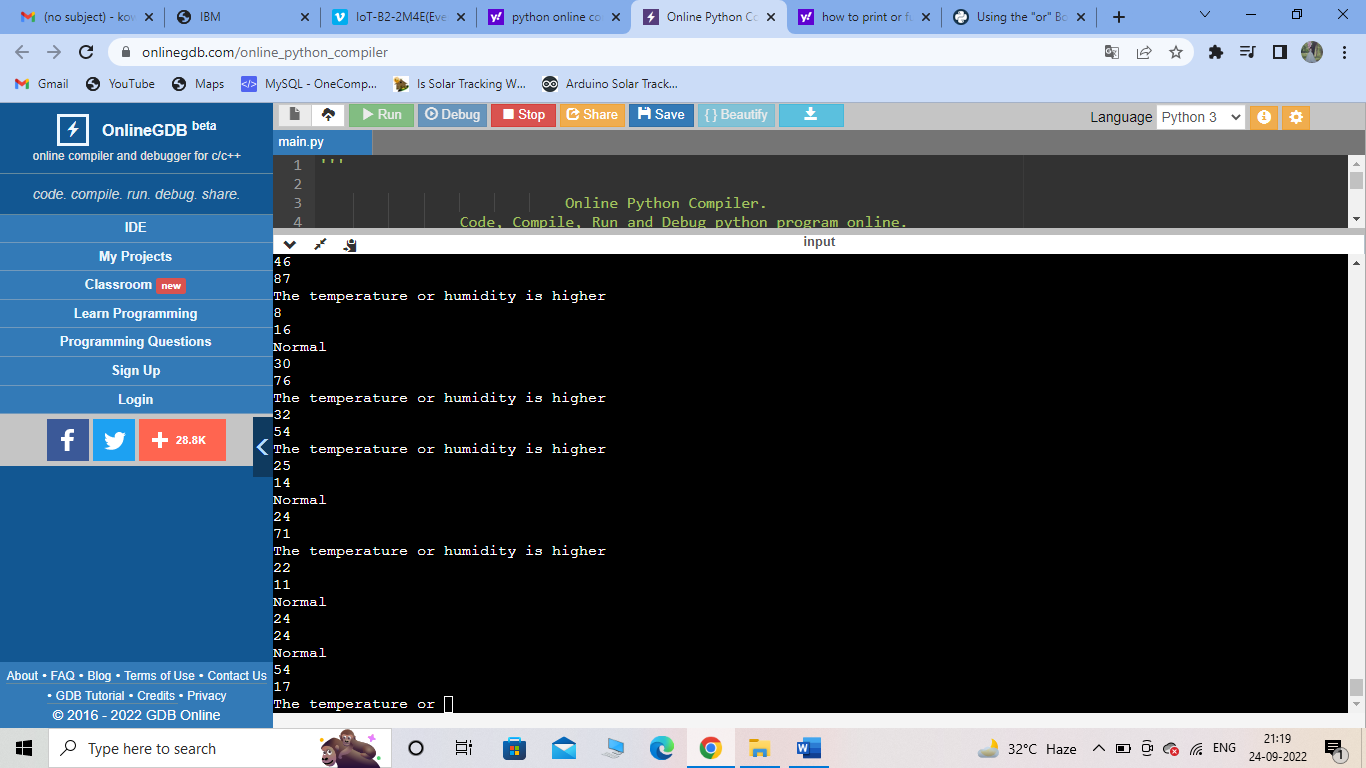 (no subject) - kov
IBM
IoT-B2-2M4E(Eve
python online co
Online Python Co
how to print or fu
Using the "or" Bo
onlinegdb.com/online_python_compiler
Gmail
YouTube
Maps
MySQL - OneComp...
Is Solar Tracking W...
Arduino Solar Track...
OnlineGDB beta
online compiler and debugger for c/c++
code. compile. run. debug. share.
IDE
My Projects
Classroom new
Learn Programming
Programming Questions
Sign Up
Login
28.8K
About • FAQ • Blog • Terms of Use • Contact Us
• GDB Tutorial • Credits • Privacy
© 2016 - 2022 GDB Online
Run
Debug
Stop
Share
Save
{ } Beautify
Language Python 3
main.py
1 '''
2
3 Online Python Compiler.
4 Code, Compile, Run and Debug python program online.
input
46
87
The temperature or humidity is higher
8
16
Normal
30
76
The temperature or humidity is higher
32
54
The temperature or humidity is higher
25
14
Normal
24
71
The temperature or humidity is higher
22
11
Normal
24
24
Normal
54
17
The temperature or
Type here to search
32°C Haze
ENG
21:19
24-09-2022
1